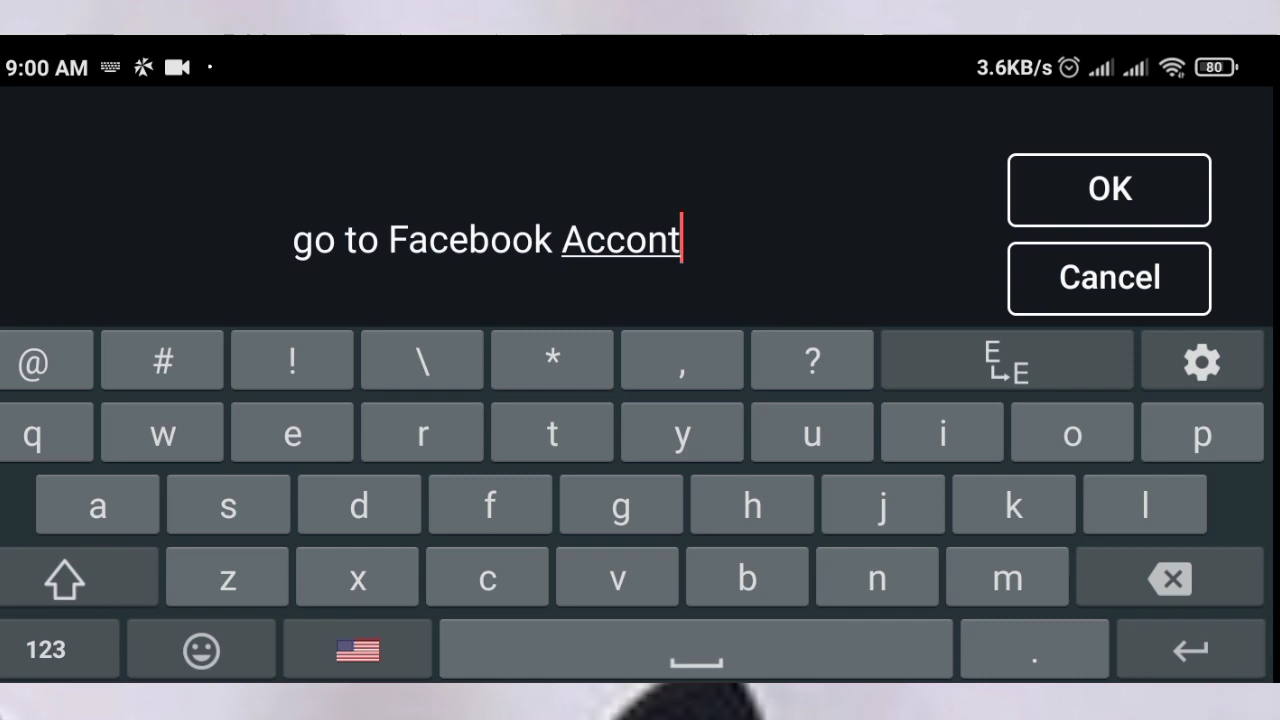 9:00 AM 3.6KB/s 80
OK
go to Facebook Accont
Cancel
@ # ! \ * , ? E E
q w e r t y u i o p
a s d f g h j k l
z x c v b n m
123 .